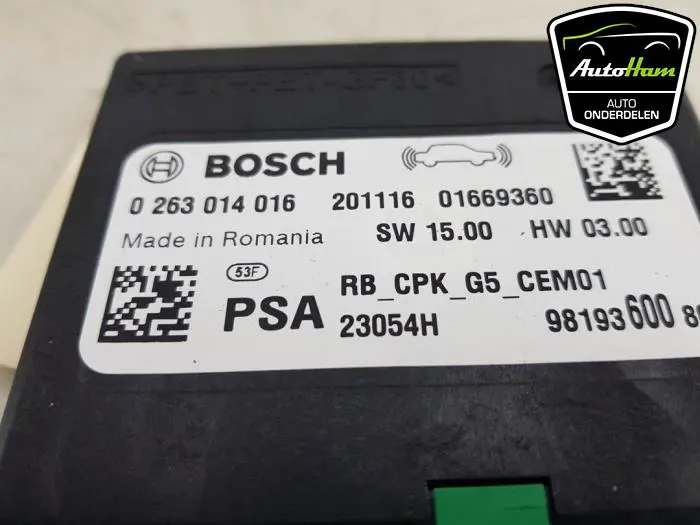 AutoHam
AUTO
ONDERDELEN
BOSCH
0 263 014 016 201116 01669360
Made in Romania SW 15.00 HW 03.00
53F
PSA
RB_CPK_G5_CEM01
23054H 98193600